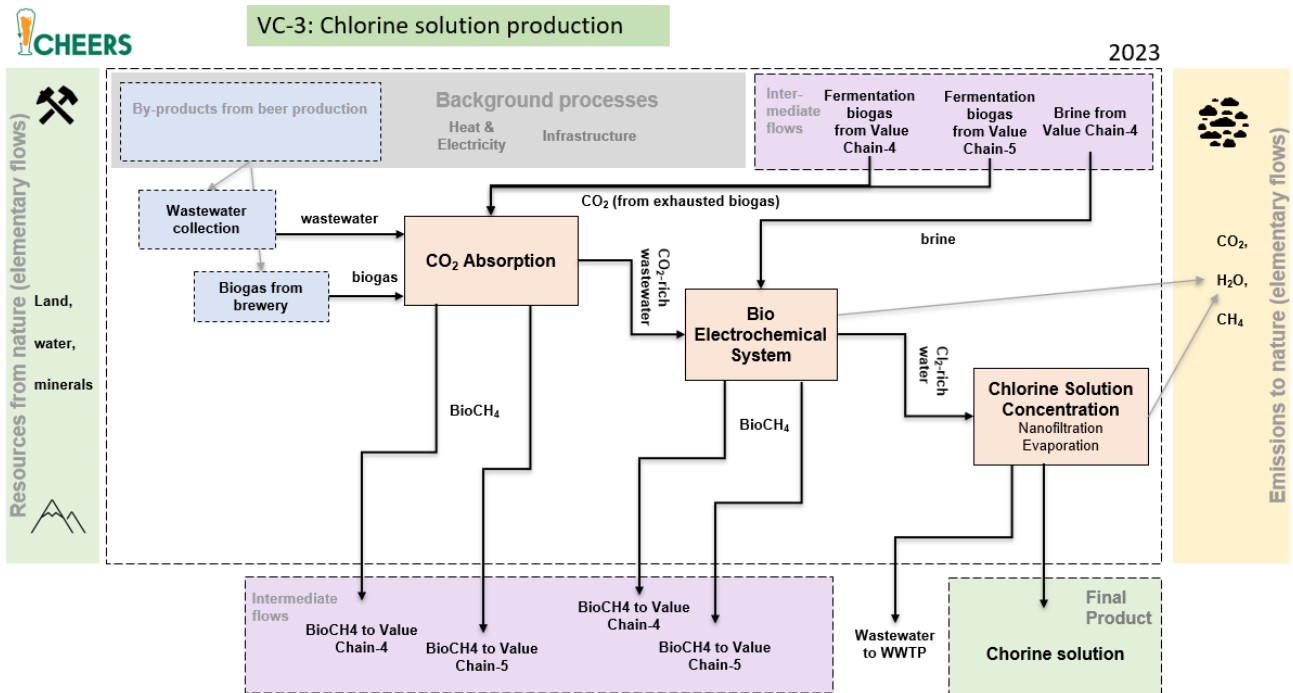 CHEERS
VC-3: Chlorine solution production
2023
Resources from nature (elementary flows)
Land,
water,
minerals
By-products from beer production
Background processes
Heat &
Electricity
Infrastructure
Inter-
mediate
flows
Fermentation
biogas
from Value
Chain-4
Fermentation
biogas
from Value
Chain-5
Brine from
Value Chain-4
Wastewater
collection
wastewater
Biogas from
brewery
biogas
CO₂ (from exhausted biogas)
CO₂ Absorption
CO₂-rich
wastewater
brine
Bio
Electrochemical
System
Cl₂-rich
water
Chlorine Solution
Concentration
Nanofiltration
Evaporation
BioCH₄
BioCH₄
CO₂,
H₂O,
CH₄
Emissions to nature (elementary flows)
Intermediate
flows
BioCH4 to Value
Chain-4
BioCH4 to Value
Chain-5
BioCH4 to Value
Chain-4
BioCH4 to Value
Chain-5
Wastewater
to WWTP
Final
Product
Chorine solution